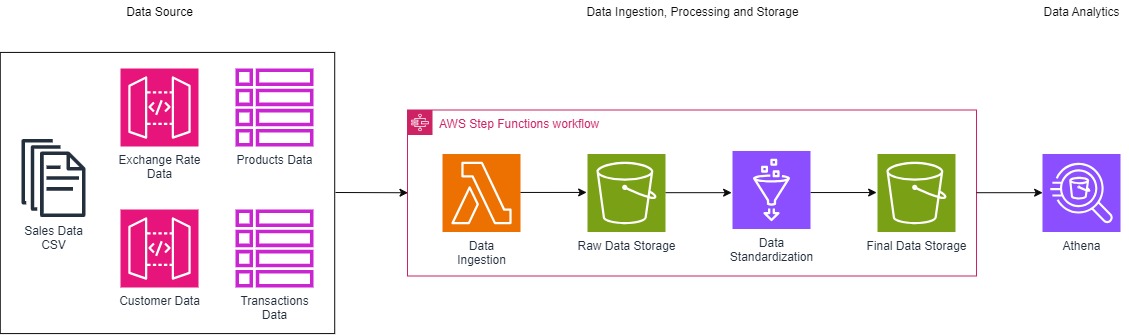 Data Source
Data Ingestion, Processing and Storage
Data Analytics
Exchange Rate
Data
Products Data
Sales Data
CSV
Customer Data
Transactions
Data
AWS Step Functions workflow
Data
Ingestion
Raw Data Storage
Data
Standardization
Final Data Storage
Athena